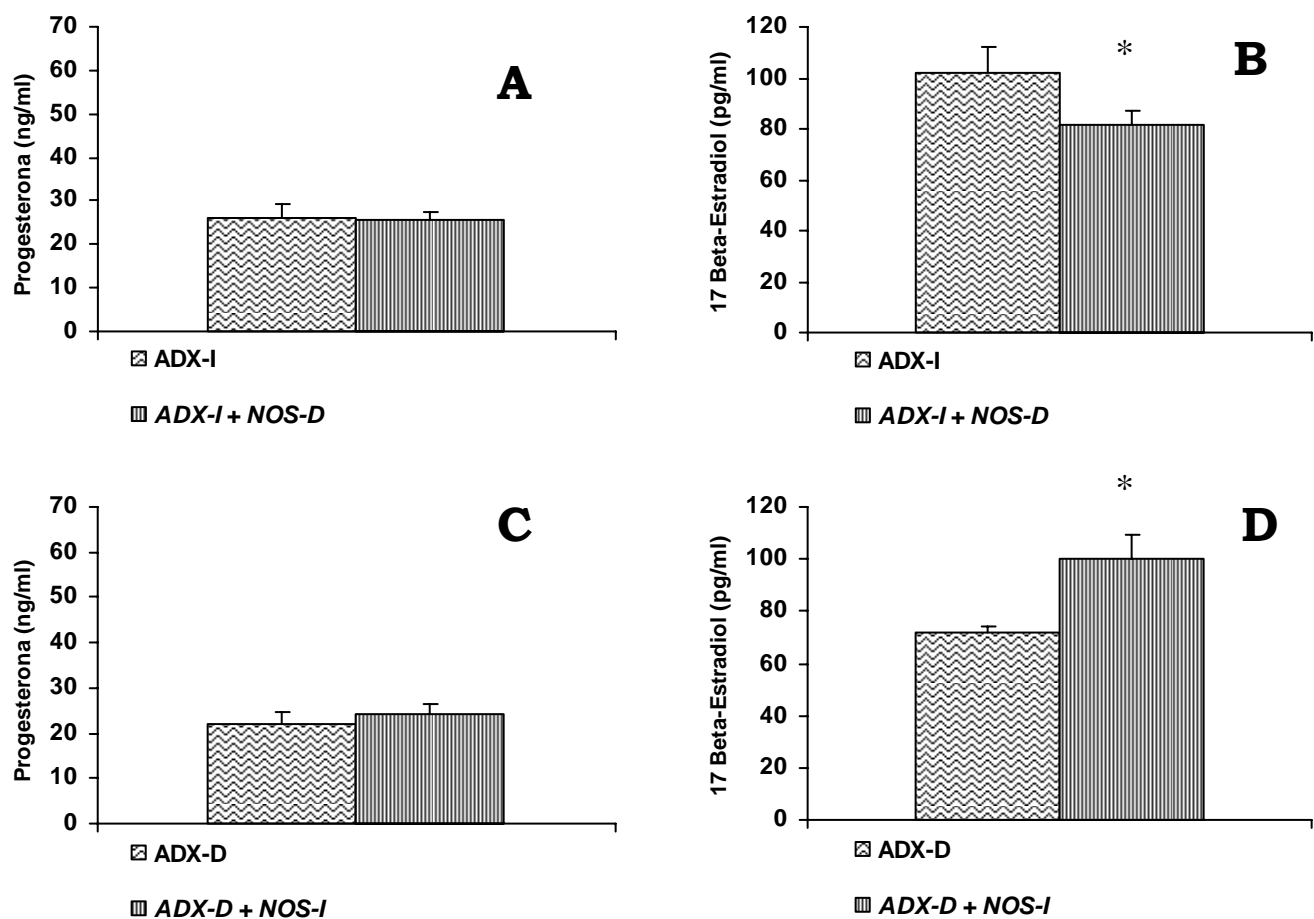 A
Progesterona (ng/ml)
70
60
50
40
30
20
10
0
ADX-I
ADX-I + NOS-D
B
17 Beta-Estradiol (pg/ml)
120
100
80
60
40
20
0
*
ADX-I
ADX-I + NOS-D
C
Progesterona (ng/ml)
70
60
50
40
30
20
10
0
ADX-D
ADX-D + NOS-I
D
17 Beta-Estradiol (pg/ml)
120
100
80
60
40
20
0
*
ADX-D
ADX-D + NOS-I